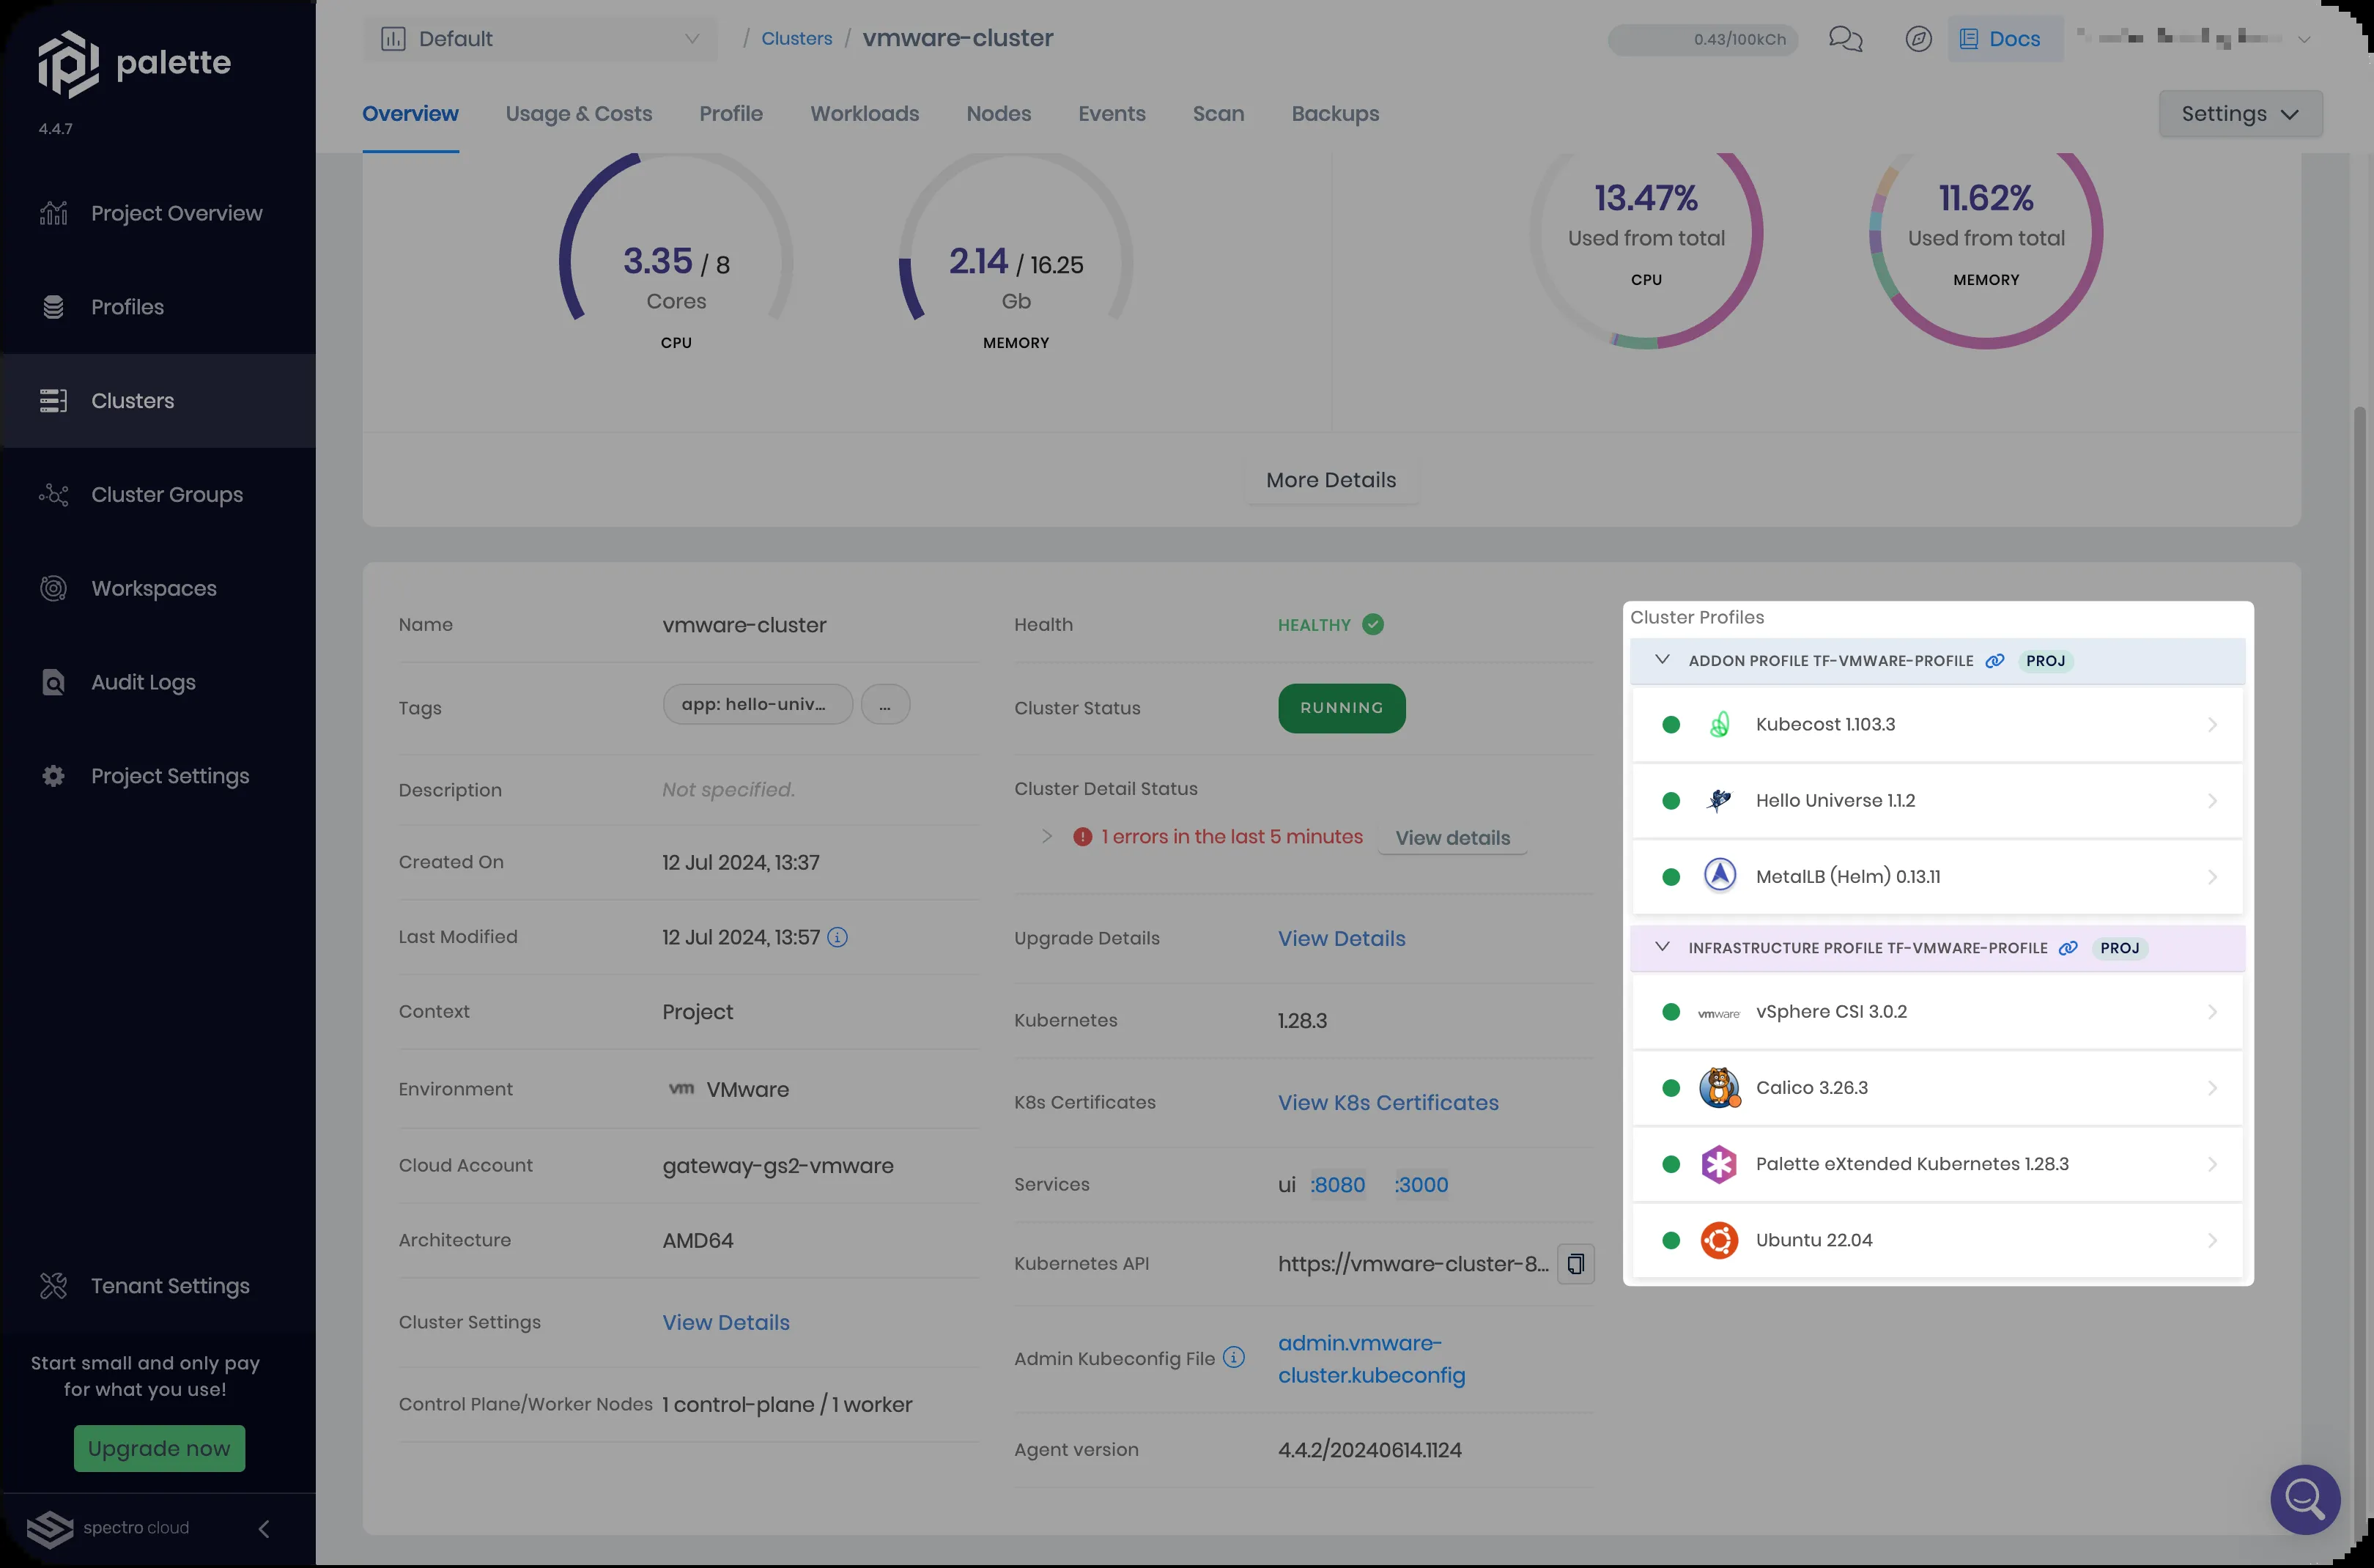 palette
4.4.7
Project Overview
Profiles
Clusters
Cluster Groups
Workspaces
Audit Logs
Project Settings
Tenant Settings
Start small and only pay
for what you use!
Upgrade now
spectro cloud
Default
/ Clusters / vmware-cluster
0.43/100kCh
Docs
Overview
Usage & Costs
Profile
Workloads
Nodes
Events
Scan
Backups
Settings
3.35 / 8
Cores
CPU
2.14 / 16.25
Gb
MEMORY
13.47%
Used from total
CPU
11.62%
Used from total
MEMORY
More Details
Name vmware-cluster
Tags app: hello-univ... ...
Description Not specified.
Created On 12 Jul 2024, 13:37
Last Modified 12 Jul 2024, 13:57
Context Project
Environment vm VMware
Cloud Account gateway-gs2-vmware
Architecture AMD64
Cluster Settings View Details
Control Plane/Worker Nodes 1 control-plane / 1 worker
Health HEALTHY
Cluster Status RUNNING
Cluster Detail Status
1 errors in the last 5 minutes View details
Upgrade Details View Details
Kubernetes 1.28.3
K8s Certificates View K8s Certificates
Services ui :8080 :3000
Kubernetes API https://vmware-cluster-8...
Admin Kubeconfig File admin.vmware-
cluster.kubeconfig
Agent version 4.4.2/20240614.1124
Cluster Profiles
ADDON PROFILE TF-VMWARE-PROFILE PROJ
Kubecost 1.103.3
Hello Universe 1.1.2
MetalLB (Helm) 0.13.11
INFRASTRUCTURE PROFILE TF-VMWARE-PROFILE PROJ
vmware vSphere CSI 3.0.2
Calico 3.26.3
Palette eXtended Kubernetes 1.28.3
Ubuntu 22.04